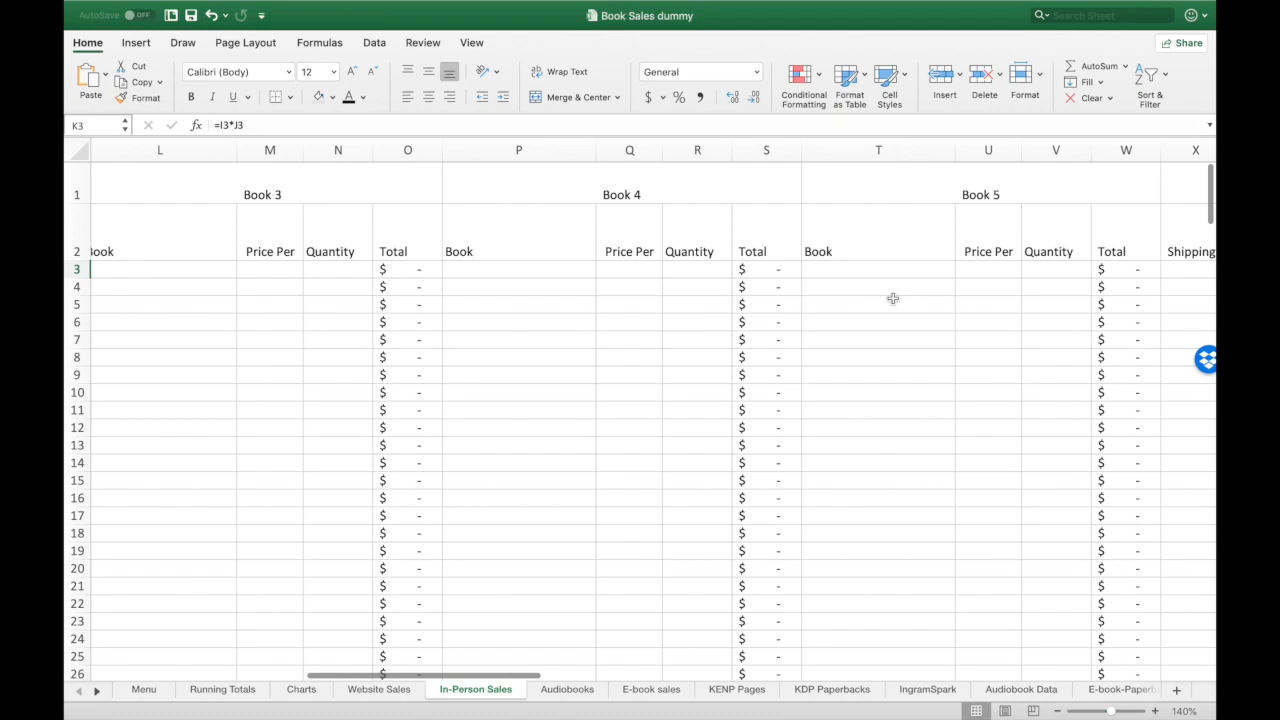 AutoSave OFF Book Sales dummy Search Sheet
Home Insert Draw Page Layout Formulas Data Review View Share
Paste Cut Copy Format Calibri (Body) 12 A A Wrap Text General Conditional Formatting Format as Table Cell Styles Insert Delete Format AutoSum Fill Clear Sort & Filter
B I U A Merge & Center $ %
K3 fx =I3*J3
L M N O P Q R S T U V W X
1 Book 3 Book 4 Book 5
2 Book Price Per Quantity Total Book Price Per Quantity Total Book Price Per Quantity Total Shipping
3 $ - $ - $ -
4 $ - $ - $ -
5 $ - $ - $ -
6 $ - $ - $ -
7 $ - $ - $ -
8 $ - $ - $ -
9 $ - $ - $ -
10 $ - $ - $ -
11 $ - $ - $ -
12 $ - $ - $ -
13 $ - $ - $ -
14 $ - $ - $ -
15 $ - $ - $ -
16 $ - $ - $ -
17 $ - $ - $ -
18 $ - $ - $ -
19 $ - $ - $ -
20 $ - $ - $ -
21 $ - $ - $ -
22 $ - $ - $ -
23 $ - $ - $ -
24 $ - $ - $ -
25 $ - $ - $ -
26 $ - $ - $ -
Menu Running Totals Charts Website Sales In-Person Sales Audiobooks E-book sales KENP Pages KDP Paperbacks IngramSpark Audiobook Data E-book-Paperb
140%